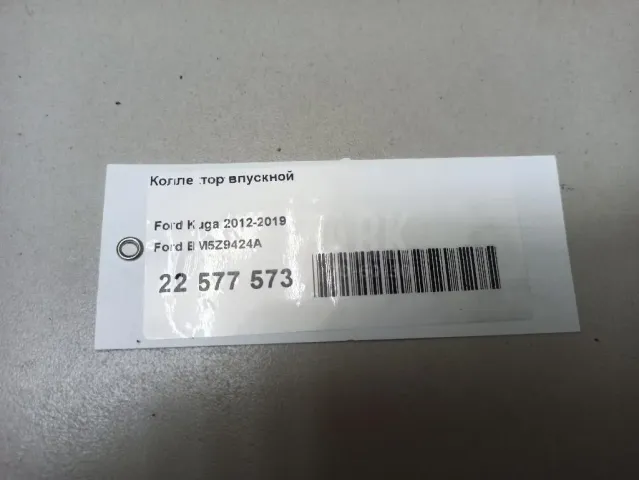 Коллектор впускной
Ford Kuga 2012-2019
Ford BM5Z9424A
22 577 573